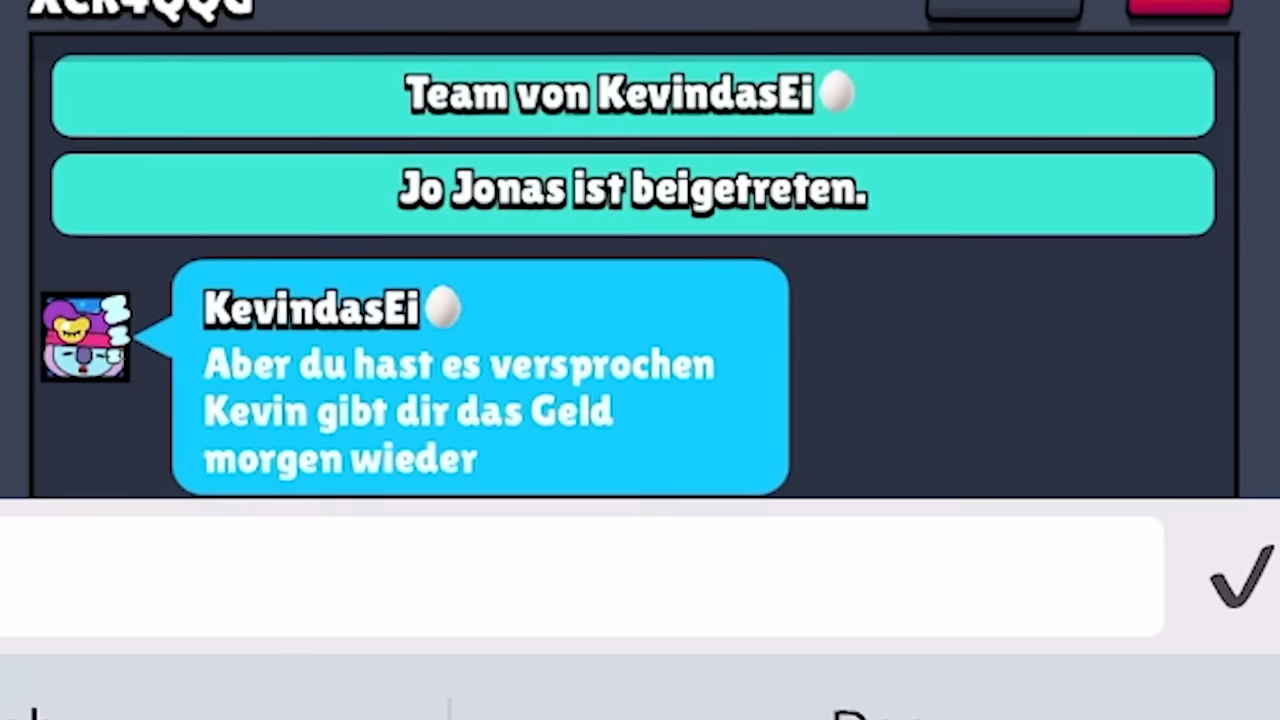 Team von KevindasEi🥚
Jo Jonas ist beigetreten.
KevindasEi🥚
Aber du hast es versprochen
Kevin gibt dir das Geld
morgen wieder